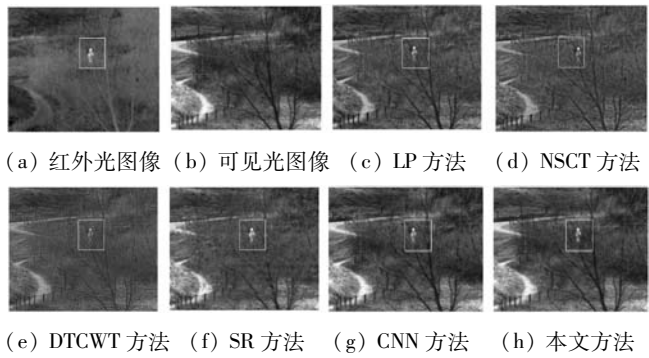 (a) 红外光图像 (b) 可见光图像 (c) LP 方法 (d) NSCT 方法
(e) DTCWT 方法 (f) SR 方法 (g) CNN 方法 (h) 本文方法